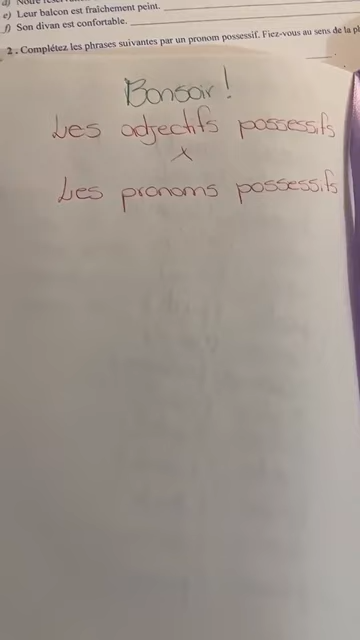 d) Notre
e) Leur balcon est fraîchement peint.
f) Son divan est confortable.
2. Complétez les phrases suivantes par un pronom possessif. Fiez-vous au sens de la
Bonsoir!
Les adjectifs possessifs
x
Les pronoms possessifs